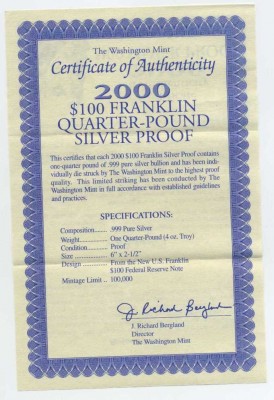 The Washington Mint
Certificate of Authenticity
2000
$100 FRANKLIN
QUARTER-POUND
SILVER PROOF
This certifies that each 2000 $100 Franklin Silver Proof contains
one-quarter pound of .999 pure silver bullion and has been ind-
vidually die struck by The Washington Mint to the highest proof
quality. This limited striking has been conducted by The
Washington Mint in full accordance with established guidelines
and practices.
SPECIFICATIONS:
Composition....... .999 Pure Silver
Weight............... One Quarter-Pound (4 oz. Troy)
Condition........... Proof
Size.................... 6" x 2-1/2"
Design............... From the New U.S. Franklin
$100 Federal Reserve Note
Mintage Limit .. 100,000
J. Richard Bergland
J. Richard Bergland
Director
The Washington Mint